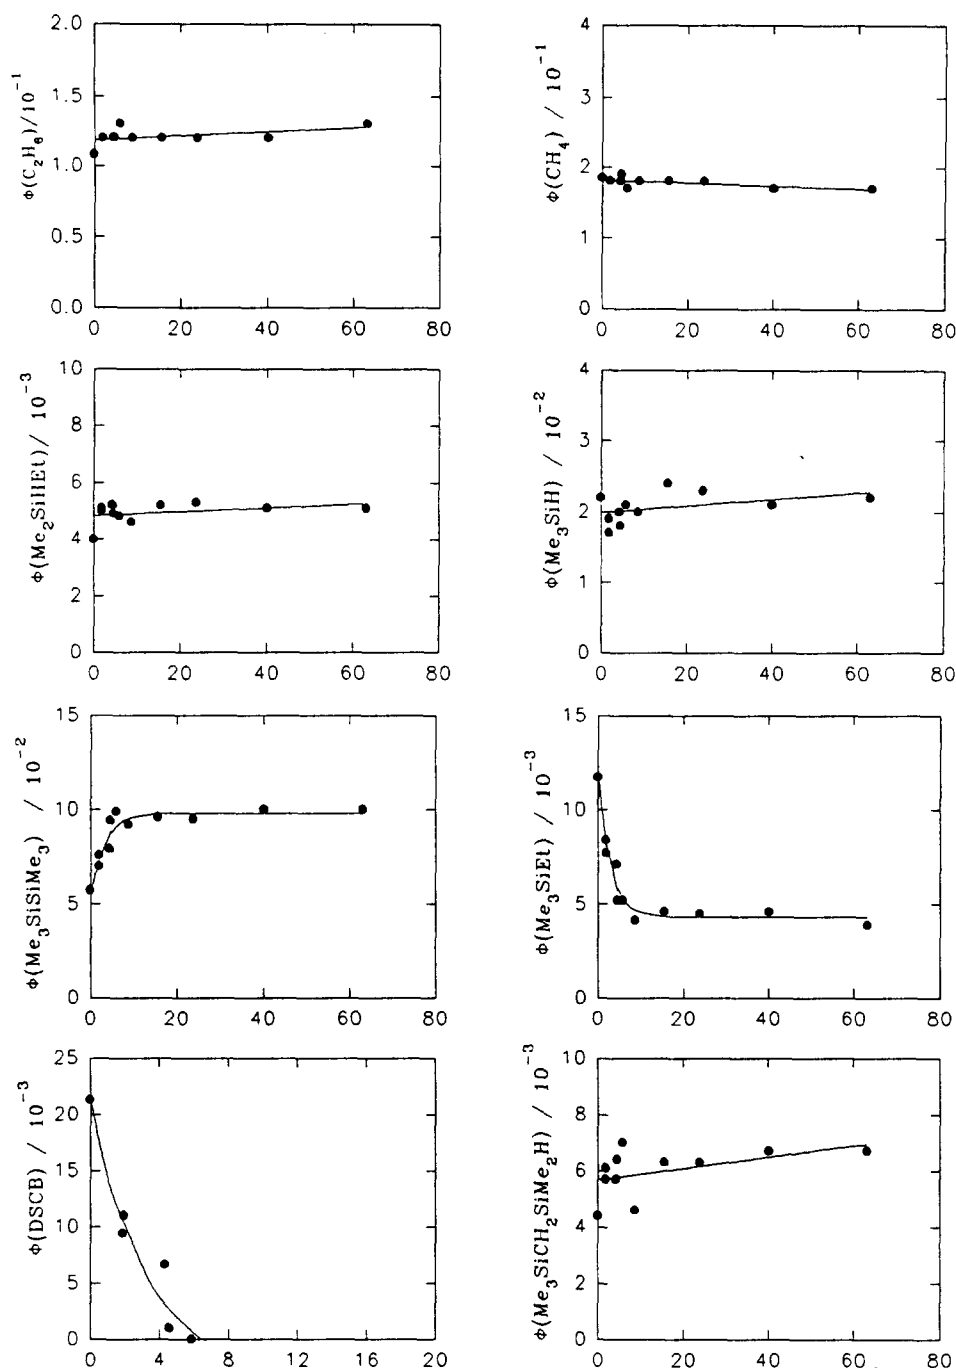 Φ(C₂H₆)/10⁻¹
2.0
1.5
1.0
0.5
0.0
0 20 40 60 80
Φ(CH₄) / 10⁻¹
4
3
2
1
0
0 20 40 60 80
Φ(Me₂SiHEt)/ 10⁻³
10
8
6
4
2
0
0 20 40 60 80
Φ(Me₃SiH) / 10⁻²
4
3
2
1
0
0 20 40 60 80
Φ(Me₃SiSiMe₃) / 10⁻²
15
10
5
0
0 20 40 60 80
Φ(Me₃SiEt) / 10⁻³
15
10
5
0
0 20 40 60 80
Φ(DSCB) / 10⁻³
25
20
15
10
5
0
0 4 8 12 16 20
Φ(Me₃SiCH₂SiMe₂H) / 10⁻³
10
8
6
4
2
0
0 20 40 60 80